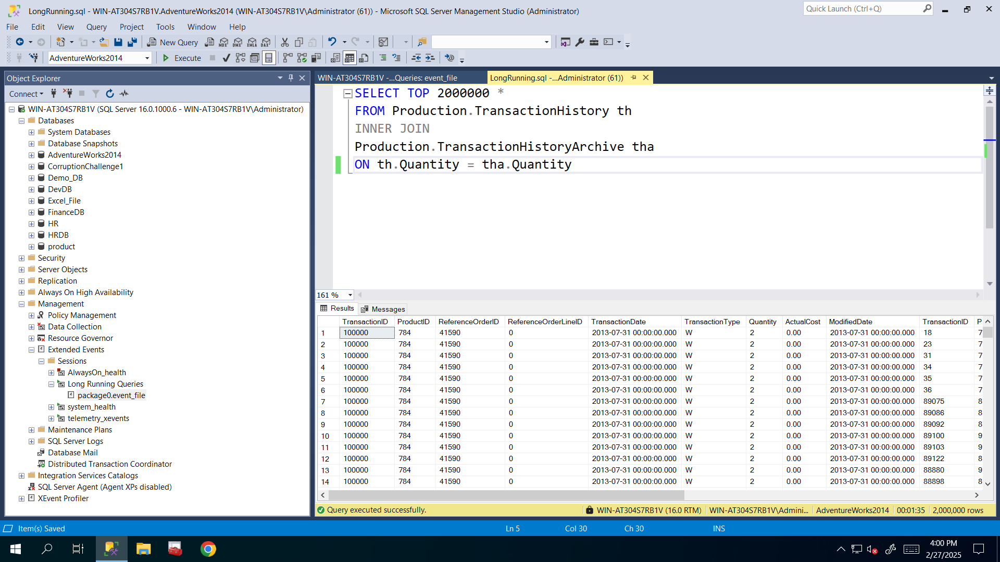 LongRunning.sql - WIN-AT304S7RB1V.AdventureWorks2014 (WIN-AT304S7RB1V\Administrator (61)) - Microsoft SQL Server Management Studio (Administrator)
Quick Launch (Ctrl+Q)
File Edit View Query Project Tools Window Help
New Query MDX DMX XMLA DAX
AdventureWorks2014 Execute
Object Explorer
Connect
WIN-AT304S7RB1V (SQL Server 16.0.1000.6 - WIN-AT304S7RB1V\Administrator)
Databases
System Databases
Database Snapshots
AdventureWorks2014
CorruptionChallenge1
Demo_DB
DevDB
Excel_File
FinanceDB
HR
HRDB
product
Security
Server Objects
Replication
Always On High Availability
Management
Policy Management
Data Collection
Resource Governor
Extended Events
Sessions
AlwaysOn_health
Long Running Queries
package0.event_file
system_health
telemetry_xevents
Maintenance Plans
SQL Server Logs
Database Mail
Distributed Transaction Coordinator
Integration Services Catalogs
SQL Server Agent (Agent XPs disabled)
XEvent Profiler
WIN-AT304S7RB1V -...Queries: event_file LongRunning.sql -...Administrator (61))
SELECT TOP 2000000 *
FROM Production.TransactionHistory th
INNER JOIN
Production.TransactionHistoryArchive tha
ON th.Quantity = tha.Quantity
161 %
Results Messages
TransactionID ProductID ReferenceOrderID ReferenceOrderLineID TransactionDate TransactionType Quantity ActualCost ModifiedDate TransactionID P
1 100000 784 41590 0 2013-07-31 00:00:00.000 W 2 0.00 2013-07-31 00:00:00.000 18 7
2 100000 784 41590 0 2013-07-31 00:00:00.000 W 2 0.00 2013-07-31 00:00:00.000 23 7
3 100000 784 41590 0 2013-07-31 00:00:00.000 W 2 0.00 2013-07-31 00:00:00.000 31 7
4 100000 784 41590 0 2013-07-31 00:00:00.000 W 2 0.00 2013-07-31 00:00:00.000 34 7
5 100000 784 41590 0 2013-07-31 00:00:00.000 W 2 0.00 2013-07-31 00:00:00.000 35 7
6 100000 784 41590 0 2013-07-31 00:00:00.000 W 2 0.00 2013-07-31 00:00:00.000 36 7
7 100000 784 41590 0 2013-07-31 00:00:00.000 W 2 0.00 2013-07-31 00:00:00.000 89075 8
8 100000 784 41590 0 2013-07-31 00:00:00.000 W 2 0.00 2013-07-31 00:00:00.000 89086 8
9 100000 784 41590 0 2013-07-31 00:00:00.000 W 2 0.00 2013-07-31 00:00:00.000 89092 8
10 100000 784 41590 0 2013-07-31 00:00:00.000 W 2 0.00 2013-07-31 00:00:00.000 89100 9
11 100000 784 41590 0 2013-07-31 00:00:00.000 W 2 0.00 2013-07-31 00:00:00.000 89103 9
12 100000 784 41590 0 2013-07-31 00:00:00.000 W 2 0.00 2013-07-31 00:00:00.000 89122 8
13 100000 784 41590 0 2013-07-31 00:00:00.000 W 2 0.00 2013-07-31 00:00:00.000 88880 9
14 100000 784 41590 0 2013-07-31 00:00:00.000 W 2 0.00 2013-07-31 00:00:00.000 88898 8
Query executed successfully. WIN-AT304S7RB1V (16.0 RTM) WIN-AT304S7RB1V\Admini... AdventureWorks2014 00:01:35 2,000,000 rows
Item(s) Saved Ln 5 Col 30 Ch 30 INS
4:00 PM
2/27/2025